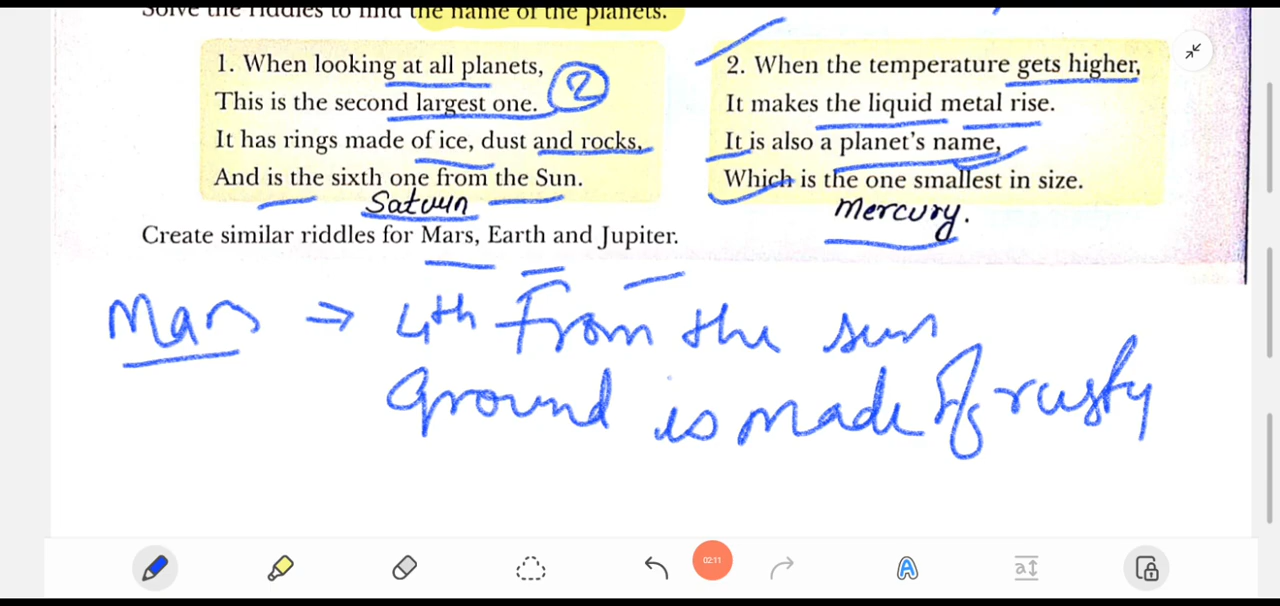 Solve the riddles to find the name of the planets.
1. When looking at all planets,
This is the second largest one. 2
It has rings made of ice, dust and rocks,
And is the sixth one from the Sun.
Saturn
2. When the temperature gets higher,
It makes the liquid metal rise.
It is also a planet's name,
Which is the one smallest in size.
Mercury.
Create similar riddles for Mars, Earth and Jupiter.
Mars ⇒ 4th From the sun
Ground is made of rusty
02:11
A
a